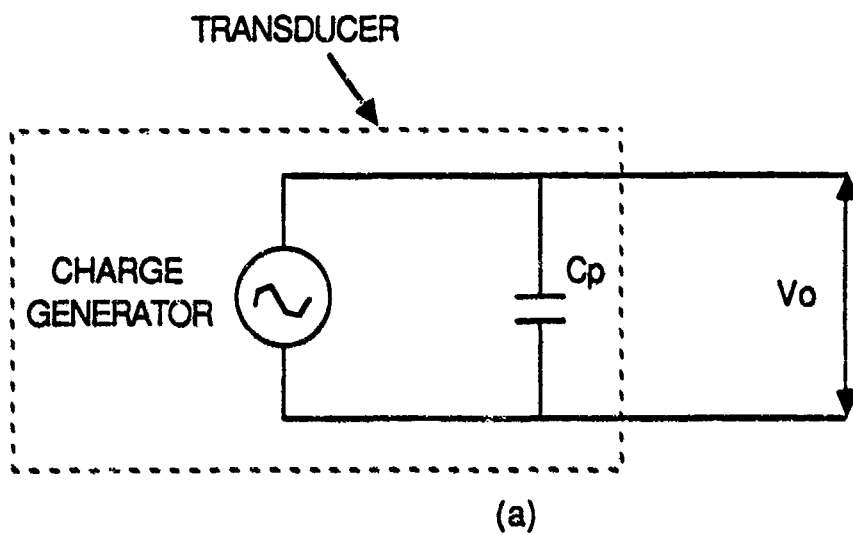 TRANSDUCER
CHARGE
GENERATOR
Cp
Vo
(a)